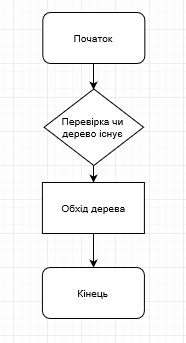 Початок
Перевірка чи
дерево існує
Обхід дерева
Кінець